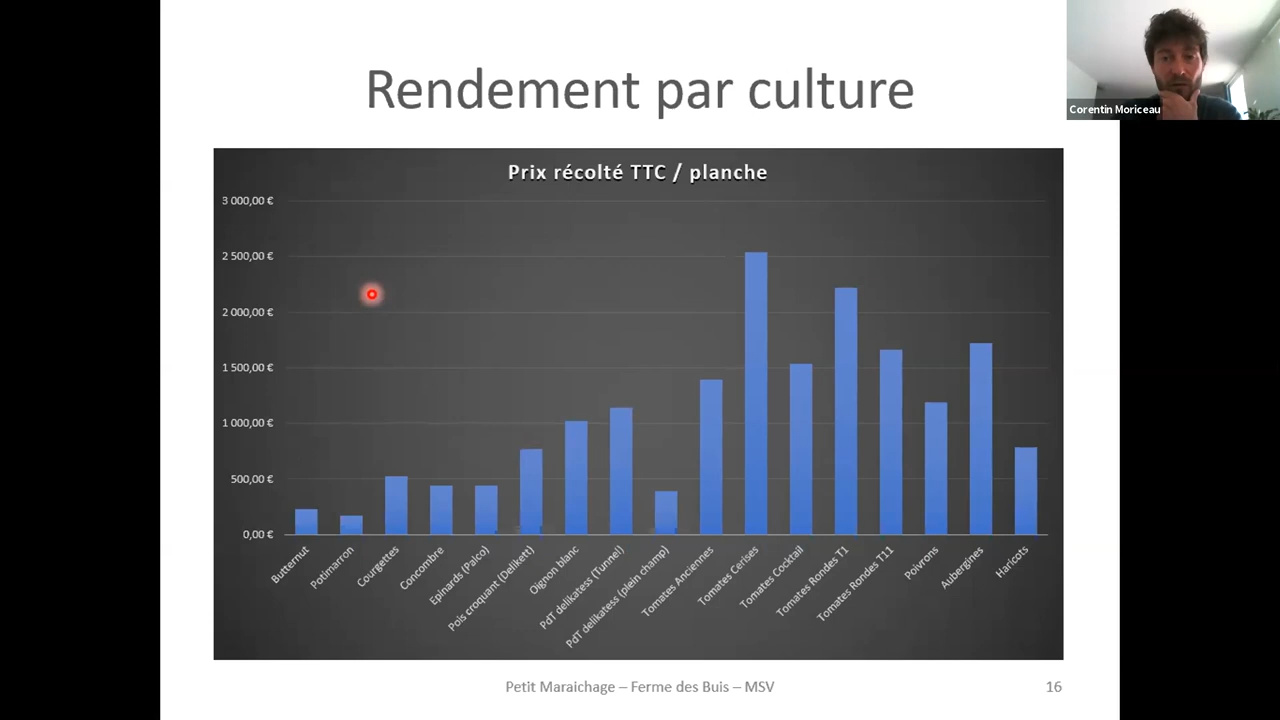 Rendement par culture
Corentin Moriceau
Prix récolté TTC / planche
3 000,00 €
2 500,00 €
2 000,00 €
1 500,00 €
1 000,00 €
500,00 €
0,00 €
Butternut
Potimarron
Courgettes
Concombre
Epinards (Palco)
Pois croquant (Delikett)
Oignon blanc
PdT delikatess (Tunnel)
PdT delikatess (plein champ)
Tomates Anciennes
Tomates Cerises
Tomates Cocktail
Tomates Rondes T1
Tomates Rondes T11
Poivrons
Aubergines
Haricots
Petit Maraichage – Ferme des Buis – MSV
16